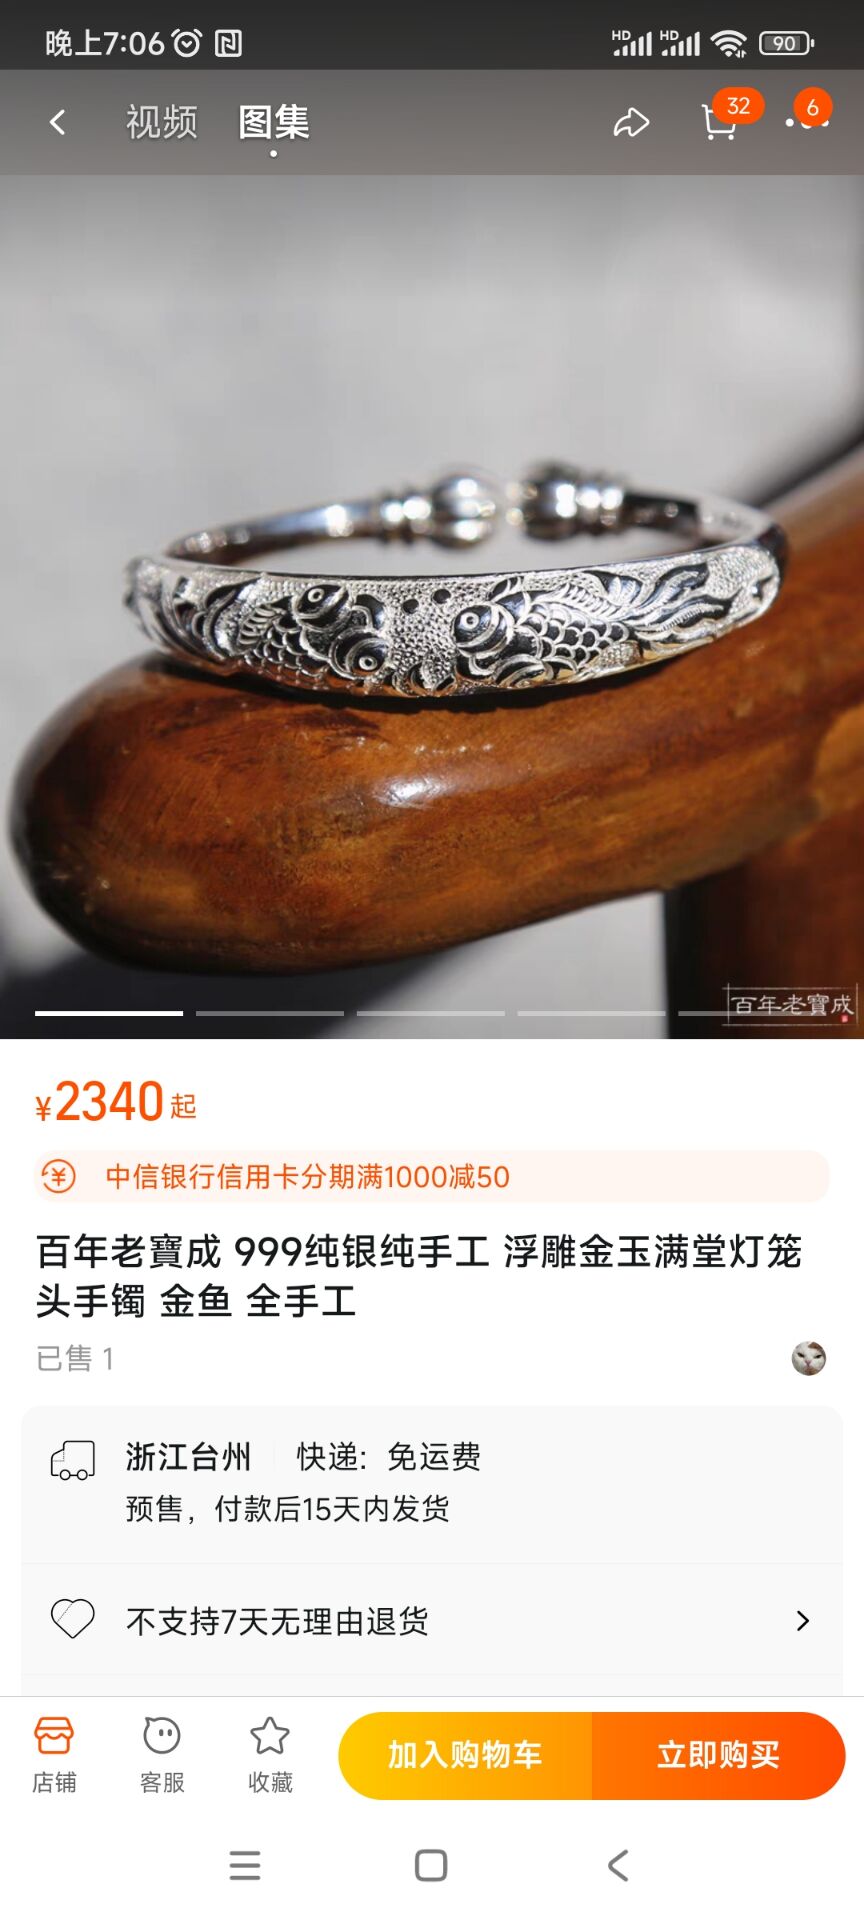 晚上7:06
HD HD 90
视频 图集 32 6
百年老寳成
¥2340起
中信银行信用卡分期满1000减50
百年老寳成 999纯银纯手工 浮雕金玉满堂灯笼
头手镯 金鱼 全手工
已售 1
浙江台州 快递: 免运费
预售，付款后15天内发货
不支持7天无理由退货
店铺 客服 收藏 加入购物车 立即购买